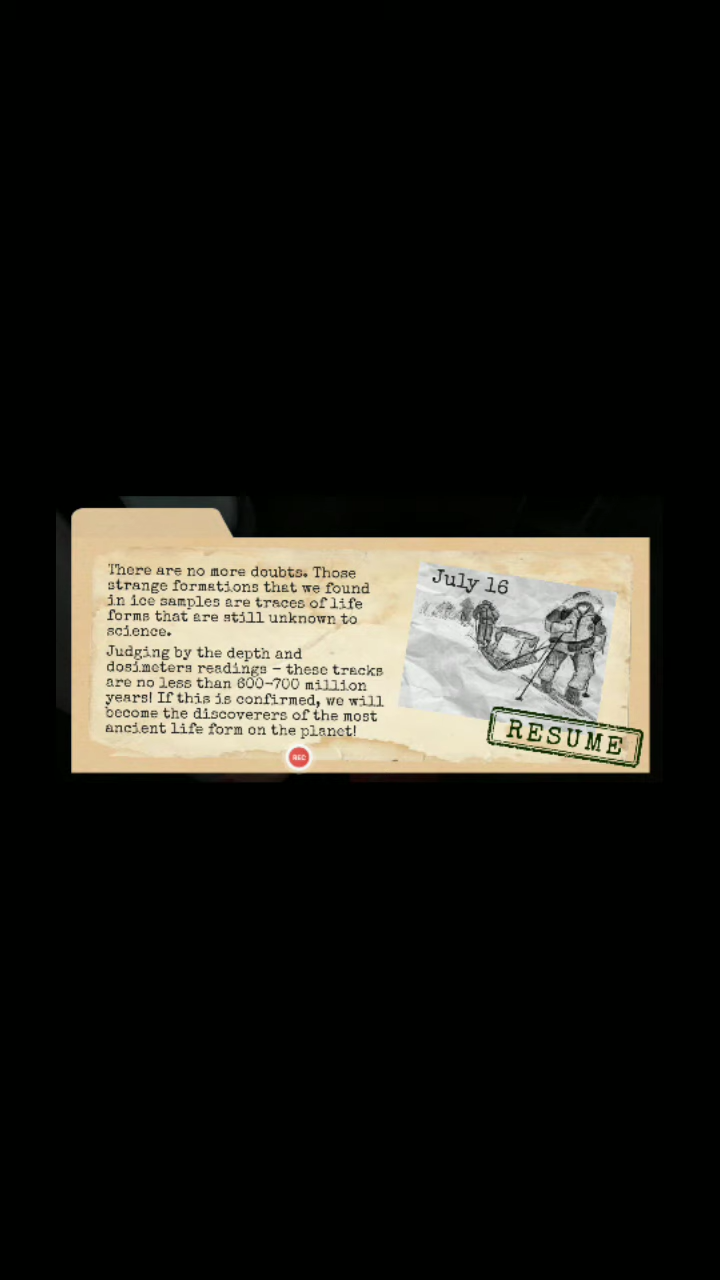 There are no more doubts. Those
strange formations that we found
in ice samples are traces of life
forms that are still unknown to
science.
Judging by the depth and
dosimeters readings - these tracks
are no less than 600-700 million
years! If this is confirmed, we will
become the discoverers of the most
ancient life form on the planet!
July 16
RESUME
REC